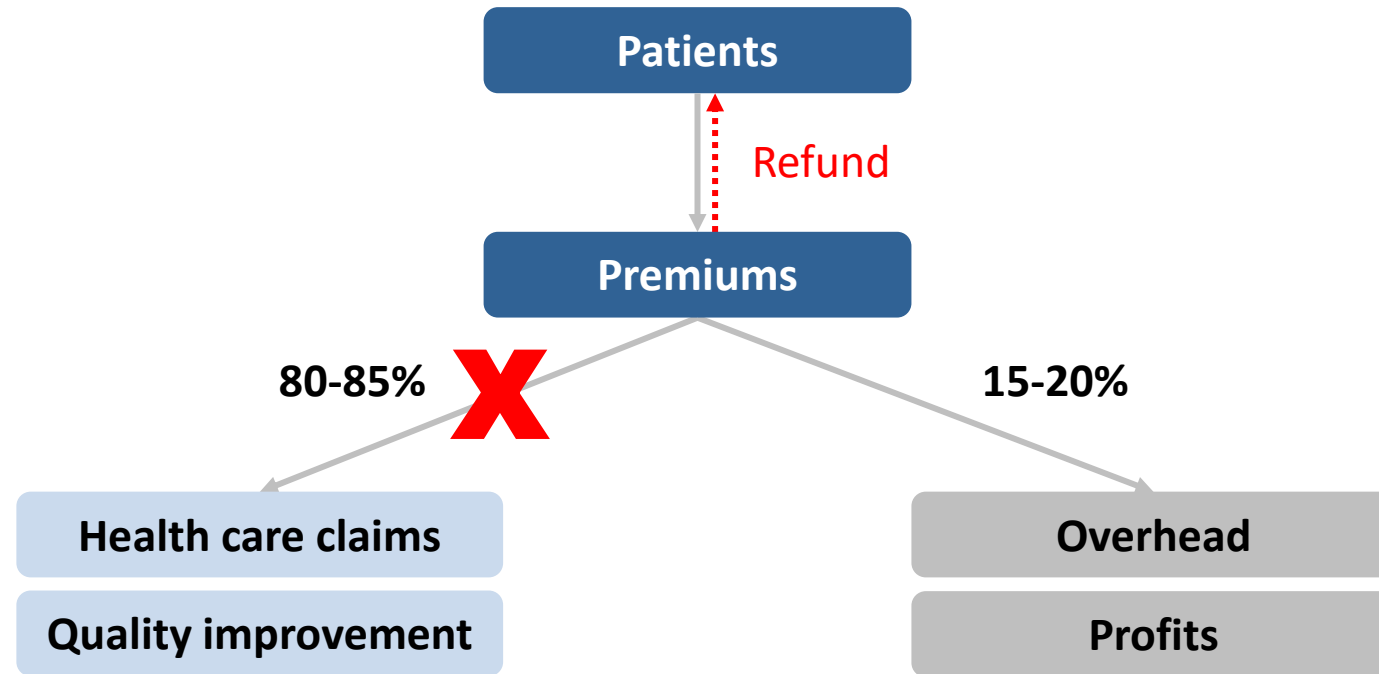 Patients
Refund
Premiums
80-85%
15-20%
Health care claims
Overhead
Quality improvement
Profits